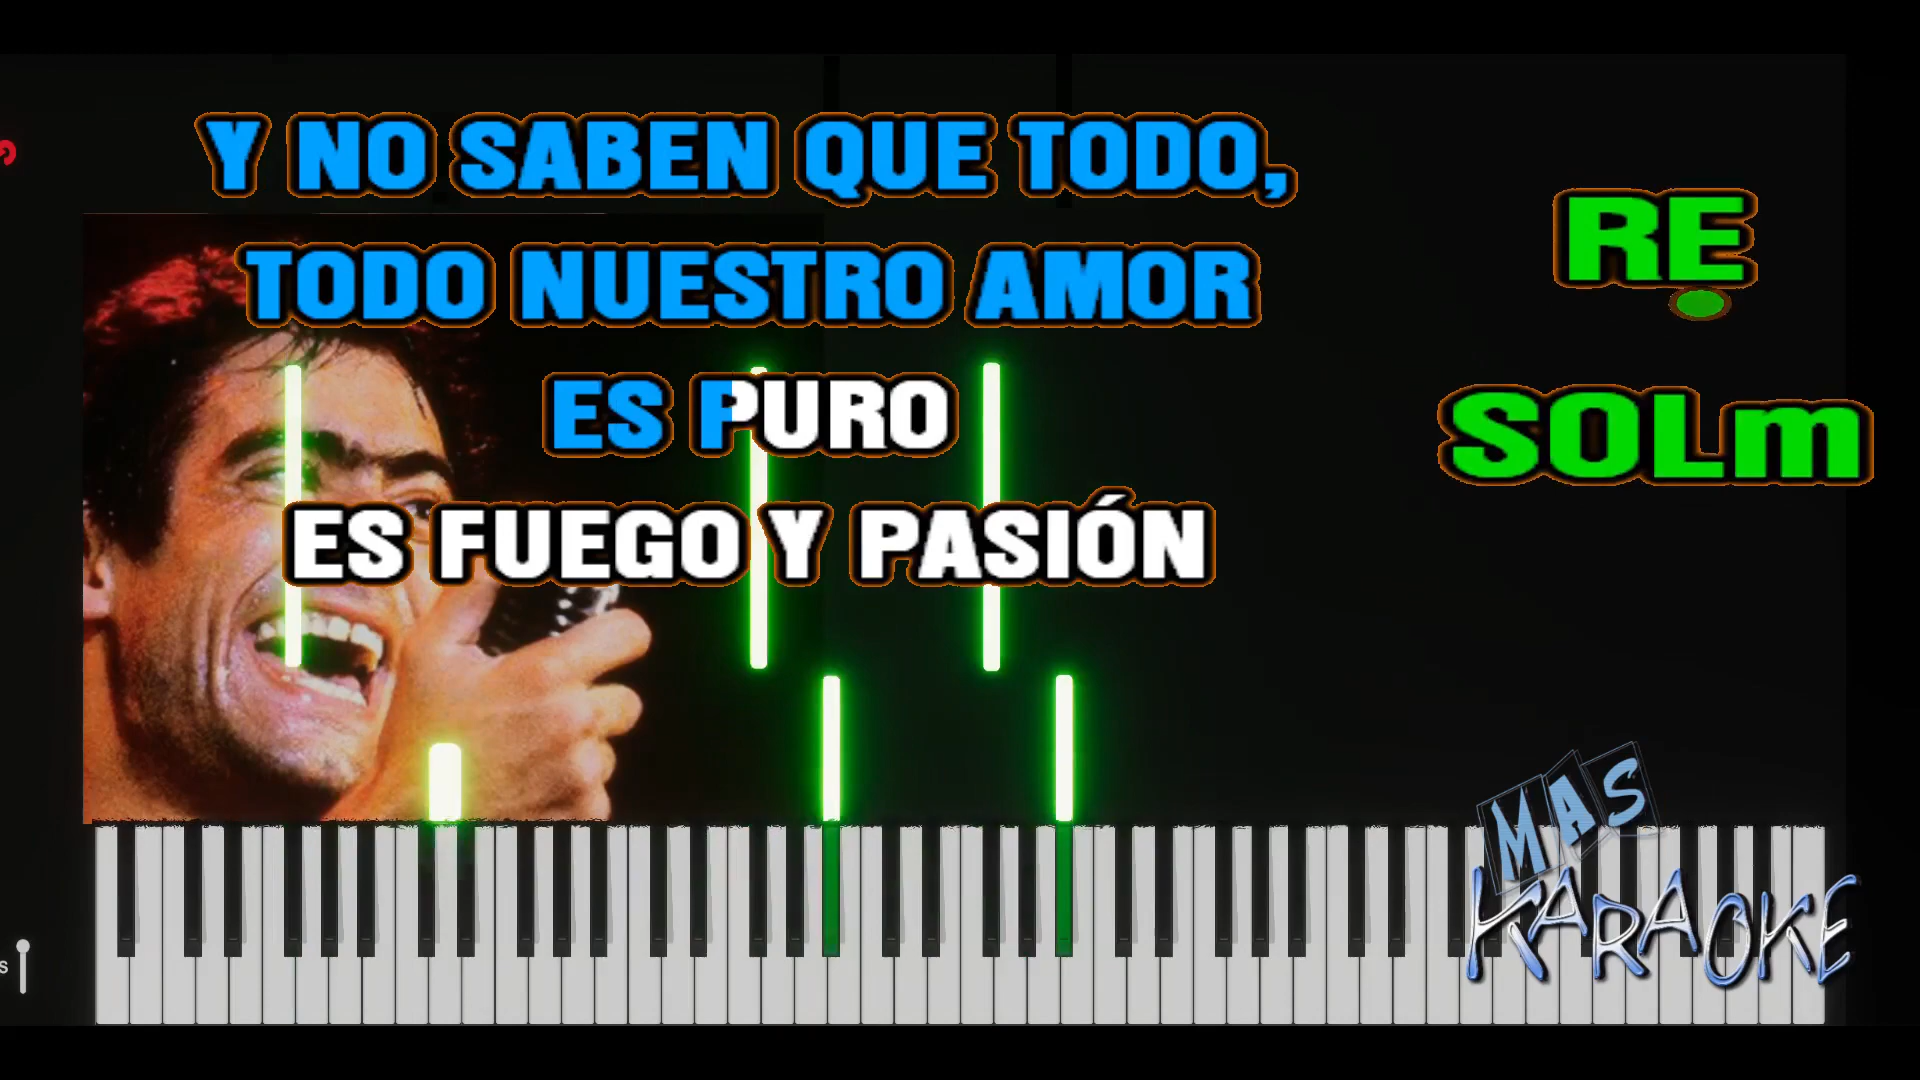 Y NO SABEN QUE TODO,
TODO NUESTRO AMOR
ES PURO
ES FUEGO Y PASIÓN
RE
SOLm
MAS
KARAOKE
s